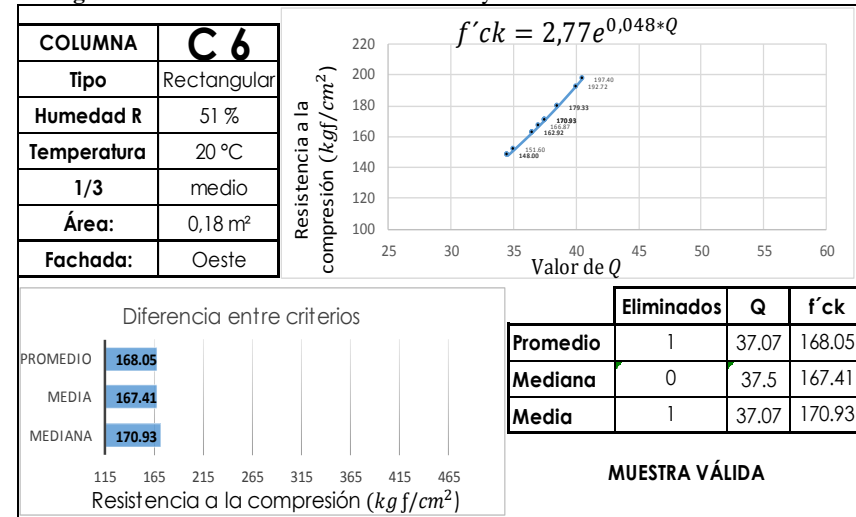 COLUMNA C 6
Tipo Rectangular
Humedad R 51 %
Temperatura 20 °C
1/3 medio
Área: 0,18 m²
Fachada: Oeste
f´ck = 2,77e^0,048*Q
Resistencia a la
compresión (kgf/cm²)
220
200
180
160
140
120
100
197.40
192.72
179.33
170.93
166.87
162.92
151.60
148.00
25 30 35 40 45 50 55 60
Valor de Q
Diferencia entre criterios
PROMEDIO 168.05
MEDIA 167.41
MEDIANA 170.93
115 165 215 265 315 365 415 465
Resistencia a la compresión (kg f/cm²)
Eliminados Q f´ck
Promedio 1 37.07 168.05
Mediana 0 37.5 167.41
Media 1 37.07 170.93
MUESTRA VÁLIDA